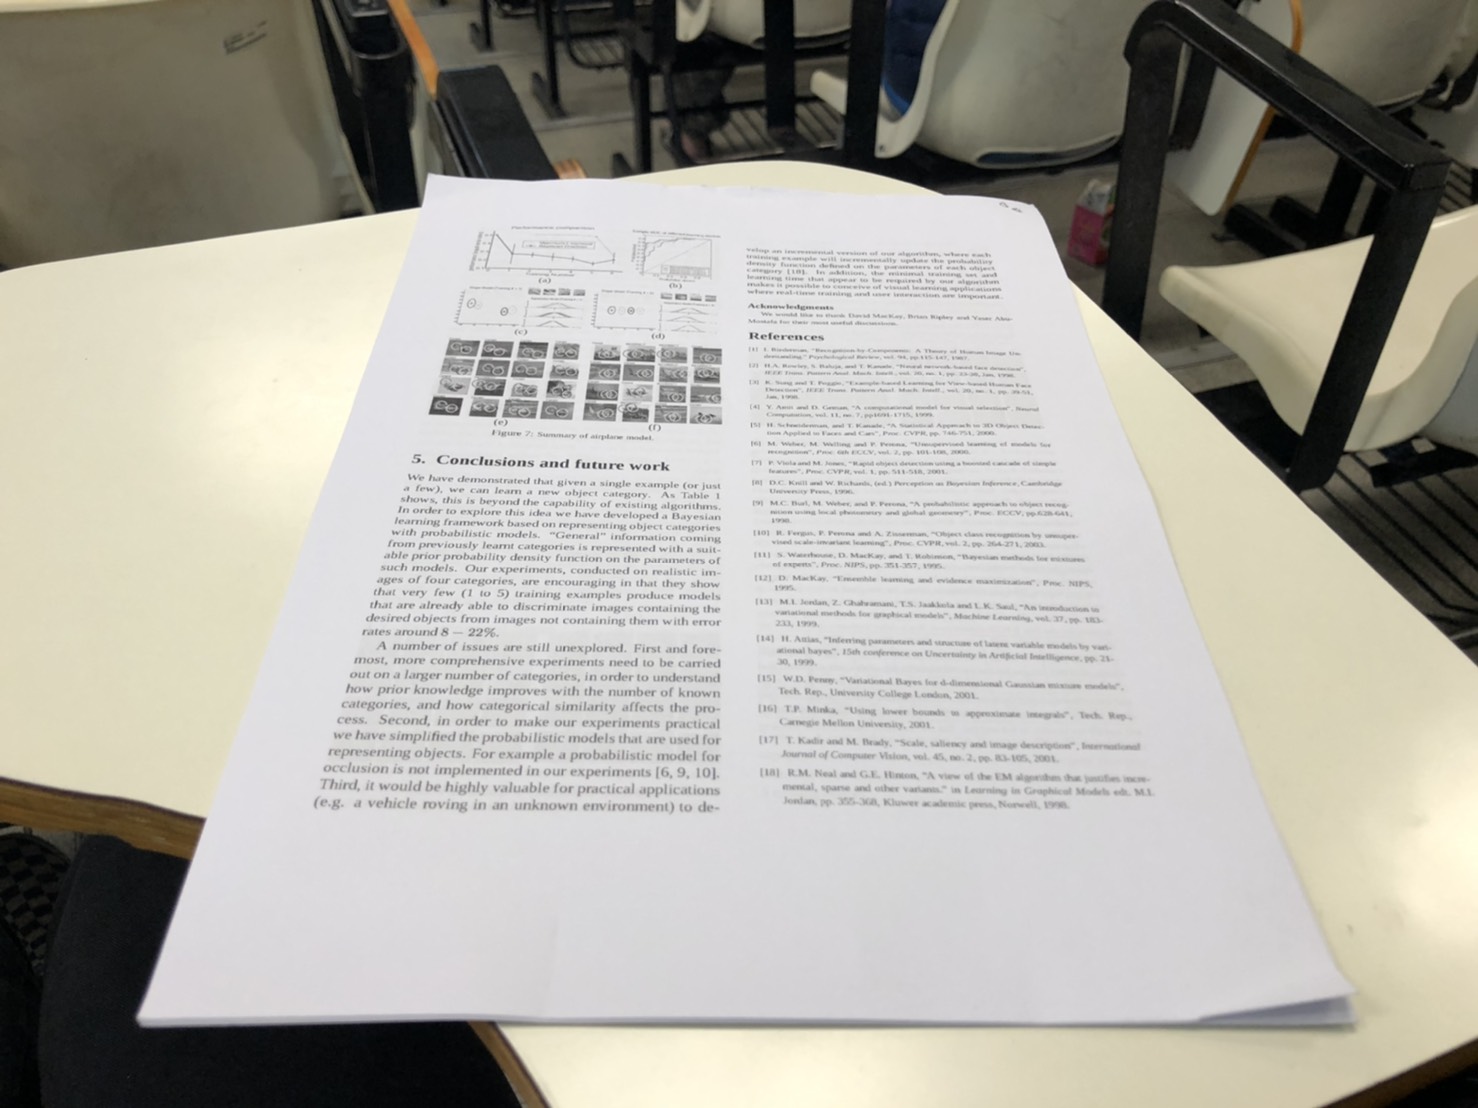 (a)
(b)
(c)
(d)
(e)
(f)
Figure 7: Summary of airplane model.
5. Conclusions and future work
We have demonstrated that given a single example (or just
a few), we can learn a new object category. As Table 1
shows, this is beyond the capability of existing algorithms.
In order to explore this idea we have developed a Bayesian
learning framework based on representing object categories
with probabilistic models. "General" information coming
from previously learnt categories is represented with a suit-
able prior probability density function on the parameters of
such models. Our experiments, conducted on realistic im-
ages of four categories, are encouraging in that they show
that very few (1 to 5) training examples produce models
that are already able to discriminate images containing the
desired objects from images not containing them with error
rates around 8 — 22%.
A number of issues are still unexplored. First and fore-
most, more comprehensive experiments need to be carried
out on a larger number of categories, in order to understand
how prior knowledge improves with the number of known
categories, and how categorical similarity affects the pro-
cess. Second, in order to make our experiments practical
we have simplified the probabilistic models that are used for
representing objects. For example a probabilistic model for
occlusion is not implemented in our experiments [6, 9, 10].
Third, it would be highly valuable for practical applications
(e.g. a vehicle roving in an unknown environment) to de-
velop an incremental version of our algorithm, where each
training example will incrementally update the probability
density function defined on the parameters of each object
category [18]. In addition, the minimal training set and
learning time that appear to be required by our algorithm
makes it possible to conceive of visual learning applications
where real-time training and user interaction are important.
Acknowledgments
We would like to thank David MacKay, Brian Ripley and Yaser Abu-
Mostafa for their most useful discussions.
References
[1] I. Biederman, "Recognition-by-Components: A Theory of Human Image Un-
derstanding." Psychological Review, vol. 94, pp.115-147, 1987.
[2] H.A. Rowley, S. Baluja, and T. Kanade, "Neural network-based face detection",
IEEE Trans. Pattern Anal. Mach. Intell., vol. 20, no. 1, pp. 23-38, Jan, 1998.
[3] K. Sung and T. Poggio, "Example-based Learning for View-based Human Face
Detection", IEEE Trans. Pattern Anal. Mach. Intell., vol. 20, no. 1, pp. 39-51,
Jan, 1998.
[4] Y. Amit and D. Geman, "A computational model for visual selection", Neural
Computation, vol. 11, no. 7, pp1691-1715, 1999.
[5] H. Schneiderman, and T. Kanade, "A Statistical Approach to 3D Object Detec-
tion Applied to Faces and Cars", Proc. CVPR, pp. 746-751, 2000.
[6] M. Weber, M. Welling and P. Perona, "Unsupervised learning of models for
recognition", Proc. 6th ECCV, vol. 2, pp. 101-108, 2000.
[7] P. Viola and M. Jones, "Rapid object detection using a boosted cascade of simple
features", Proc. CVPR, vol. 1, pp. 511-518, 2001.
[8] D.C. Knill and W. Richards, (ed.) Perception as Bayesian Inference, Cambridge
University Press, 1996.
[9] M.C. Burl, M. Weber, and P. Perona, "A probabilistic approach to object recog-
nition using local photometry and global geometry", Proc. ECCV, pp.628-641,
1998.
[10] R. Fergus, P. Perona and A. Zisserman, "Object class recognition by unsuper-
vised scale-invariant learning", Proc. CVPR, vol. 2, pp. 264-271, 2003.
[11] S. Waterhouse, D. MacKay, and T. Robinson, "Bayesian methods for mixtures
of experts", Proc. NIPS, pp. 351-357, 1995.
[12] D. MacKay, "Ensemble learning and evidence maximization", Proc. NIPS,
1995.
[13] M.I. Jordan, Z. Ghahramani, T.S. Jaakkola and L.K. Saul, "An introduction to
variational methods for graphical models", Machine Learning, vol. 37, pp. 183-
233, 1999.
[14] H. Attias, "Inferring parameters and structure of latent variable models by vari-
ational bayes", 15th conference on Uncertainty in Artificial Intelligence, pp. 21-
30, 1999.
[15] W.D. Penny, "Variational Bayes for d-dimensional Gaussian mixture models",
Tech. Rep., University College London, 2001.
[16] T.P. Minka, "Using lower bounds to approximate integrals", Tech. Rep.,
Carnegie Mellon University, 2001.
[17] T. Kadir and M. Brady, "Scale, saliency and image description", International
Journal of Computer Vision, vol. 45, no. 2, pp. 83-105, 2001.
[18] R.M. Neal and G.E. Hinton, "A view of the EM algorithm that justifies incre-
mental, sparse and other variants." in Learning in Graphical Models edt. M.I.
Jordan, pp. 355-368, Kluwer academic press, Norwell, 1998.